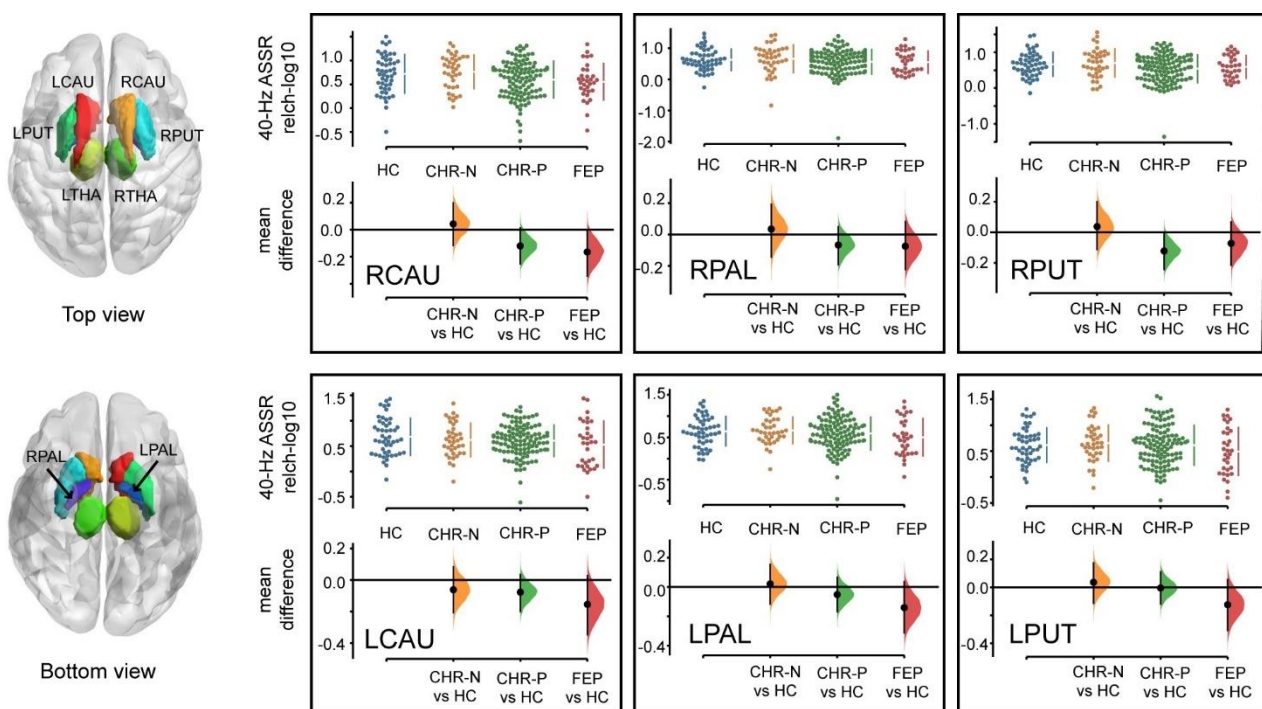 LCAU RCAU
LPUT RPUT
LTHA RTHA
Top view
RPAL LPAL
Bottom view
40-Hz ASSR
relch-log10
1.0
0.5
0.0
-0.5
HC CHR-N CHR-P FEP
mean
difference
0.2
0.0
-0.2
RCAU
CHR-N CHR-P FEP
vs HC vs HC vs HC
1.0
0.0
-1.0
-2.0
HC CHR-N CHR-P FEP
0.2
0.0
-0.2
RPAL
CHR-N CHR-P FEP
vs HC vs HC vs HC
1.0
0.0
-1.0
HC CHR-N CHR-P FEP
0.2
0.0
-0.2
RPUT
CHR-N CHR-P FEP
vs HC vs HC vs HC
40-Hz ASSR
relch-log10
1.5
0.5
-0.5
HC CHR-N CHR-P FEP
mean
difference
0.2
0.0
-0.4
LCAU
CHR-N CHR-P FEP
vs HC vs HC vs HC
1.5
0.5
-0.5
HC CHR-N CHR-P FEP
0.2
0.0
-0.4
LPAL
CHR-N CHR-P FEP
vs HC vs HC vs HC
1.5
0.5
-0.5
HC CHR-N CHR-P FEP
0.2
0.0
-0.4
LPUT
CHR-N CHR-P FEP
vs HC vs HC vs HC